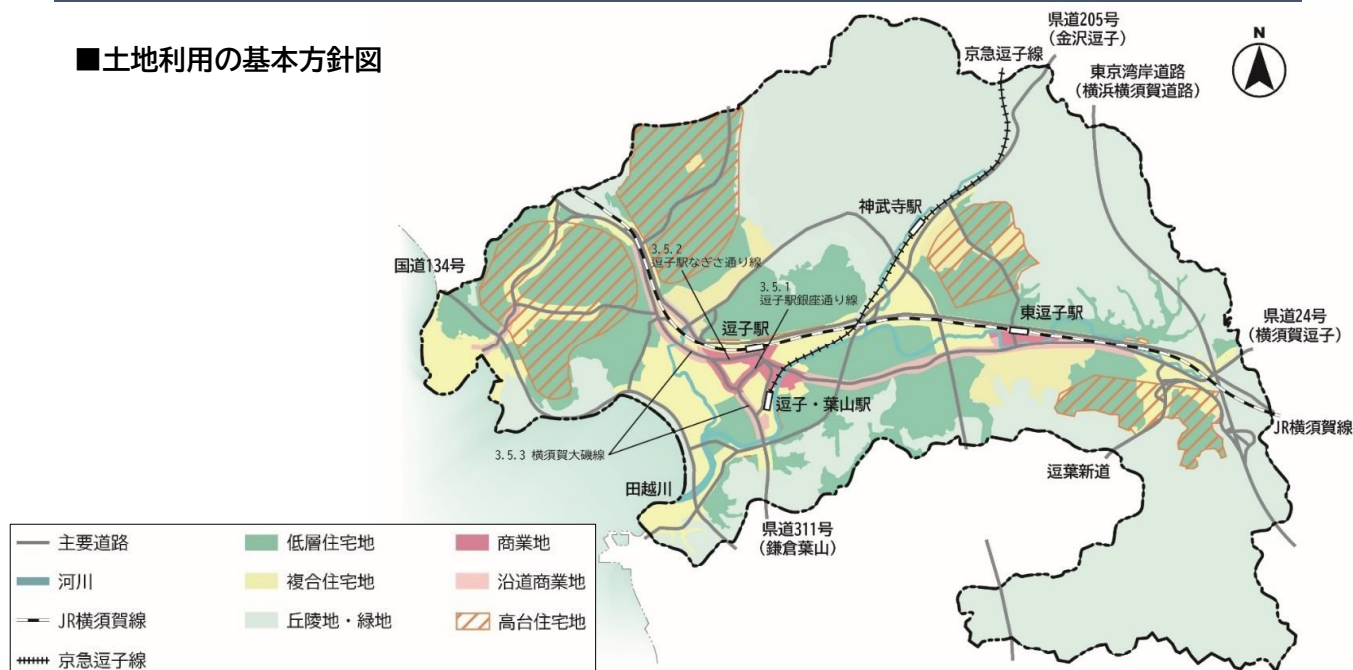 ■土地利用の基本方針図
県道205号
(金沢逗子)
N
京急逗子線
東京湾岸道路
(横浜横須賀道路)
神武寺駅
3.5.2
逗子駅なぎさ通り線
国道134号
3.5.1
逗子駅銀座通り線
逗子駅
東逗子駅
県道24号
(横須賀逗子)
逗子・葉山駅
JR横須賀線
3.5.3 横須賀大磯線
逗葉新道
田越川
県道311号
(鎌倉葉山)
主要道路
低層住宅地
商業地
河川
複合住宅地
沿道商業地
JR横須賀線
丘陵地・緑地
高台住宅地
京急逗子線